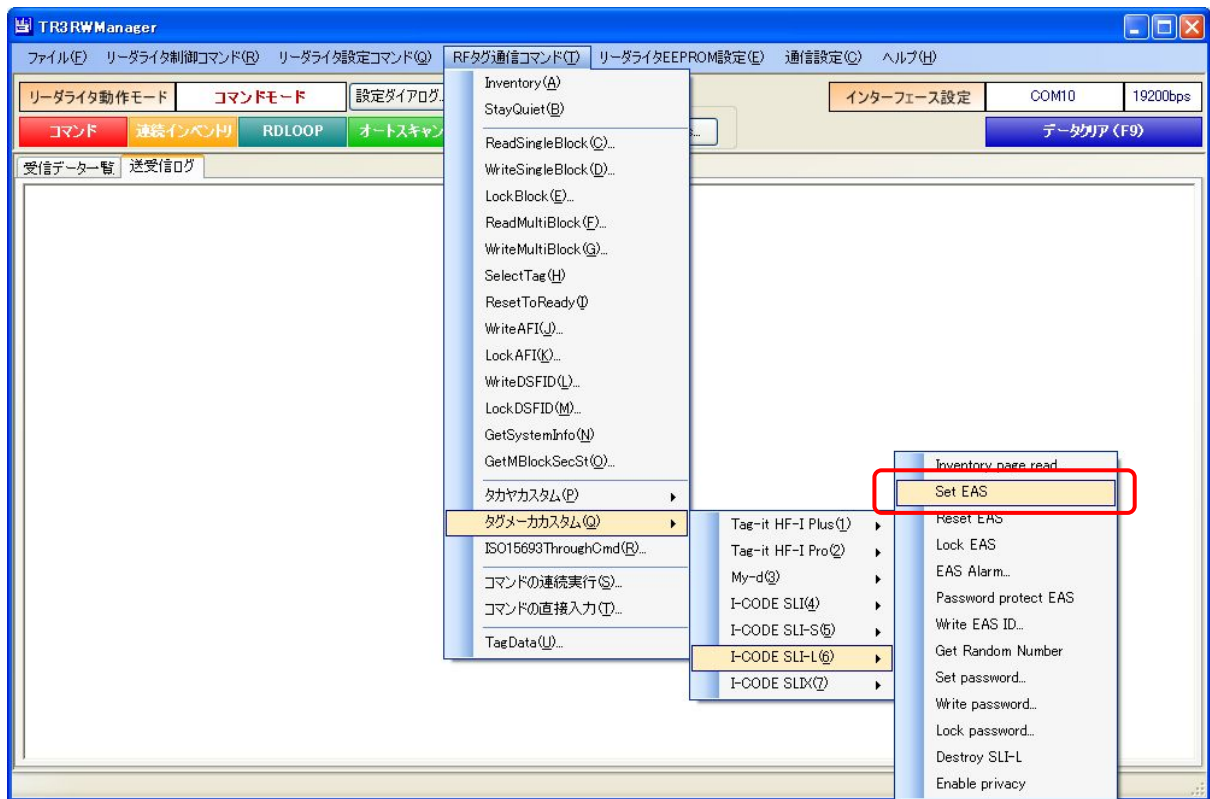 TR3RWManager
ファイル(F) リーダライタ制御コマンド(R) リーダライタ設定コマンド(Q) RFタグ通信コマンド(T) リーダライタEEPROM設定(E) 通信設定(C) ヘルプ(H)
リーダライタ動作モード コマンドモード 設定ダイアログ... インターフェース設定 COM10 19200bps
コマンド 連続インベントリ RDLOOP オートスキャン データクリア(F9)
受信データ一覧 送受信ログ
Inventory(A)
StayQuiet(B)
ReadSingleBlock(C)...
WriteSingleBlock(D)...
LockBlock(E)...
ReadMultiBlock(F)...
WriteMultiBlock(G)...
SelectTag(H)
ResetToReady(I)
WriteAFI(J)...
LockAFI(K)...
WriteDSFID(L)...
LockDSFID(M)...
GetSystemInfo(N)
GetMBlockSecSt(O)...
タカヤカスタム(P)
タグメーカカスタム(Q)
ISO15693ThroughCmd(R)...
コマンドの連続実行(S)...
コマンドの直接入力(T)...
TagData(U)...
Tag-it HF-I Plus(1)
Tag-it HF-I Pro(2)
My-d(3)
I-CODE SLI(4)
I-CODE SLI-S(5)
I-CODE SLI-L(6)
I-CODE SLIX(7)
Inventory page read
Set EAS
Reset EAS
Lock EAS
EAS Alarm...
Password protect EAS
Write EAS ID...
Get Random Number
Set password...
Write password...
Lock password...
Destroy SLI-L
Enable privacy